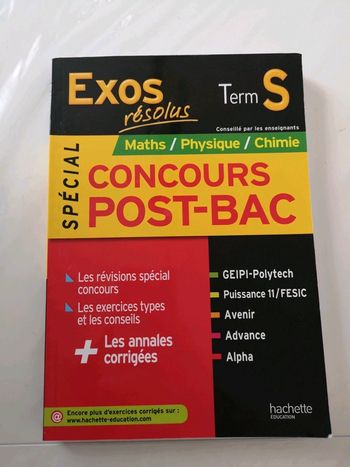 Exos
résolus
Term S
Conseillé par les enseignants
Maths / Physique / Chimie
SPÉCIAL
CONCOURS
POST-BAC
Les révisions spécial
concours
Les exercices types
et les conseils
+ Les annales
corrigées
GEIPI-Polytech
Puissance 11/FESIC
Avenir
Advance
Alpha
@ Encore plus d'exercices corrigés sur :
www.hachette-education.com
hachette
ÉDUCATION